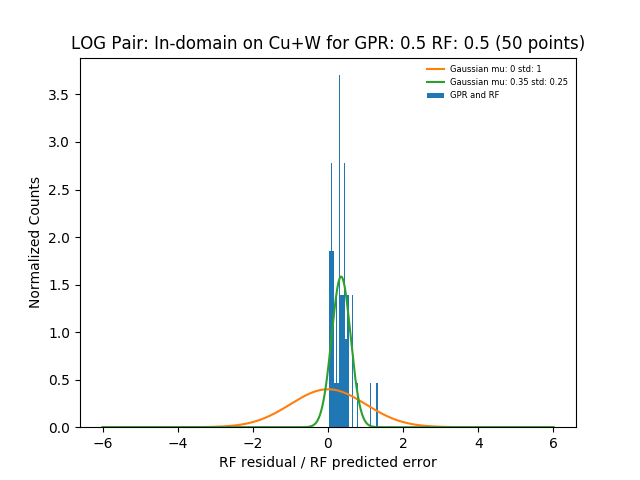 LOG Pair: In-domain on Cu+W for GPR: 0.5 RF: 0.5 (50 points)
Gaussian mu: 0 std: 1
Gaussian mu: 0.35 std: 0.25
GPR and RF
Normalized Counts
3.5
3.0
2.5
2.0
1.5
1.0
0.5
0.0
−6 −4 −2 0 2 4 6
RF residual / RF predicted error